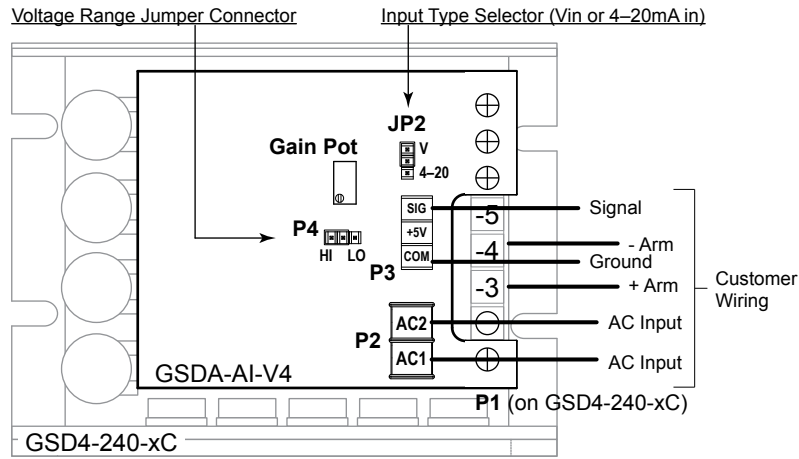 Voltage Range Jumper Connector
Input Type Selector (Vin or 4–20mA in)
JP2
V
4–20
Gain Pot
P4
HI LO
SIG
+5V
COM
P3
-5
-4
-3
Signal
- Arm
Ground
+ Arm
AC Input
AC Input
Customer
Wiring
P2
AC2
AC1
GSDA-AI-V4
P1 (on GSD4-240-xC)
GSD4-240-xC